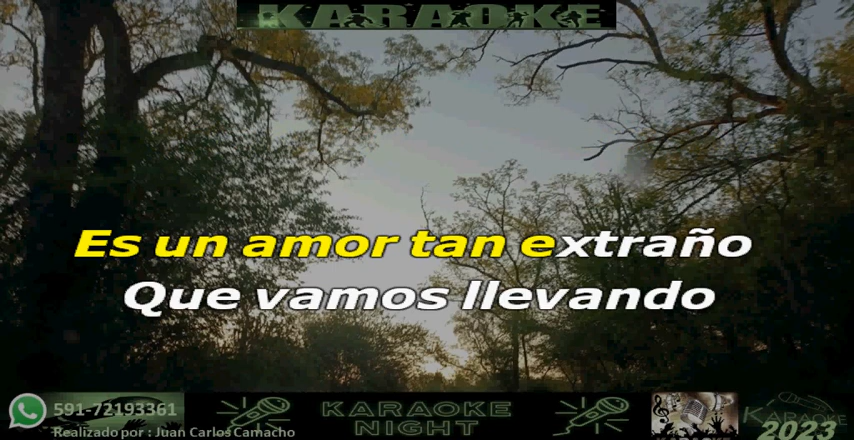 KARAOKE
Es un amor tan extraño
Que vamos llevando
591-72193361
Realizado por : Juan Carlos Camacho
KARAOKE
NIGHT
KARAOKE
KARAOKE
2023